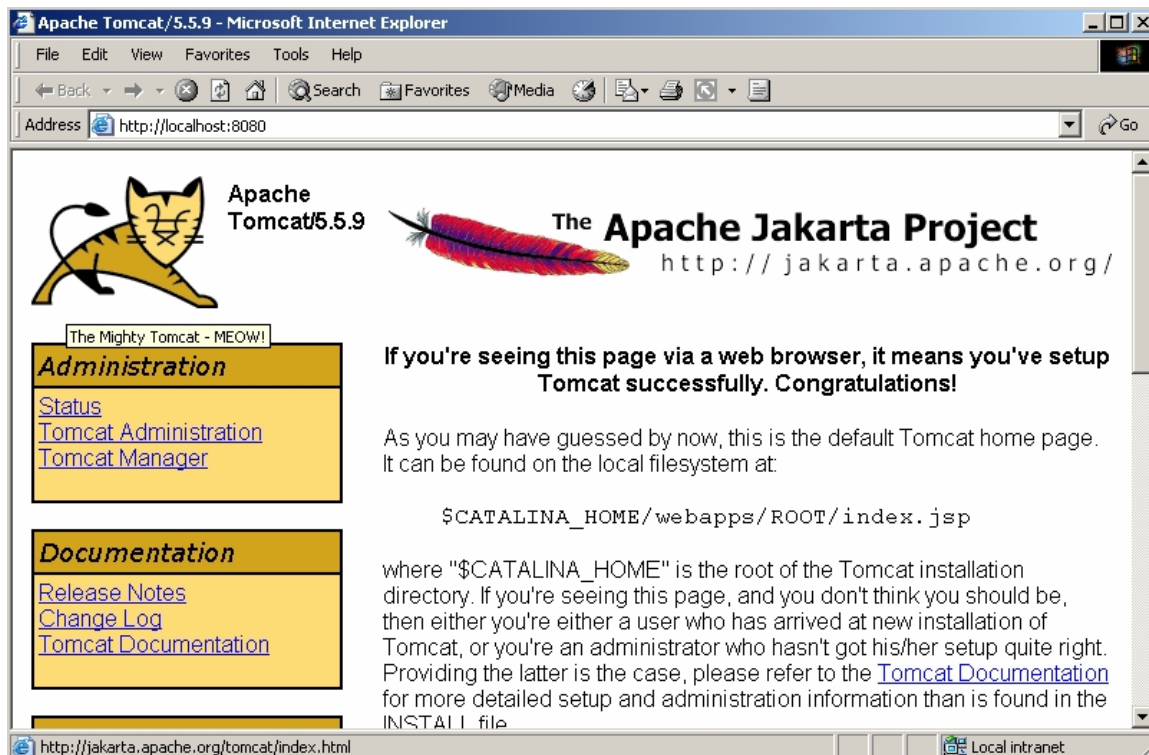 Apache Tomcat/5.5.9 - Microsoft Internet Explorer
File Edit View Favorites Tools Help
Back Search Favorites Media
Address http://localhost:8080 Go
Apache
Tomcat/5.5.9
The Apache Jakarta Project
http://jakarta.apache.org/
The Mighty Tomcat - MEOW!
Administration
Status
Tomcat Administration
Tomcat Manager
Documentation
Release Notes
Change Log
Tomcat Documentation
If you're seeing this page via a web browser, it means you've setup
Tomcat successfully. Congratulations!
As you may have guessed by now, this is the default Tomcat home page.
It can be found on the local filesystem at:
$CATALINA_HOME/webapps/ROOT/index.jsp
where "$CATALINA_HOME" is the root of the Tomcat installation
directory. If you're seeing this page, and you don't think you should be,
then either you're either a user who has arrived at new installation of
Tomcat, or you're an administrator who hasn't got his/her setup quite right.
Providing the latter is the case, please refer to the Tomcat Documentation
for more detailed setup and administration information than is found in the
INSTALL file.
http://jakarta.apache.org/tomcat/index.html
Local intranet